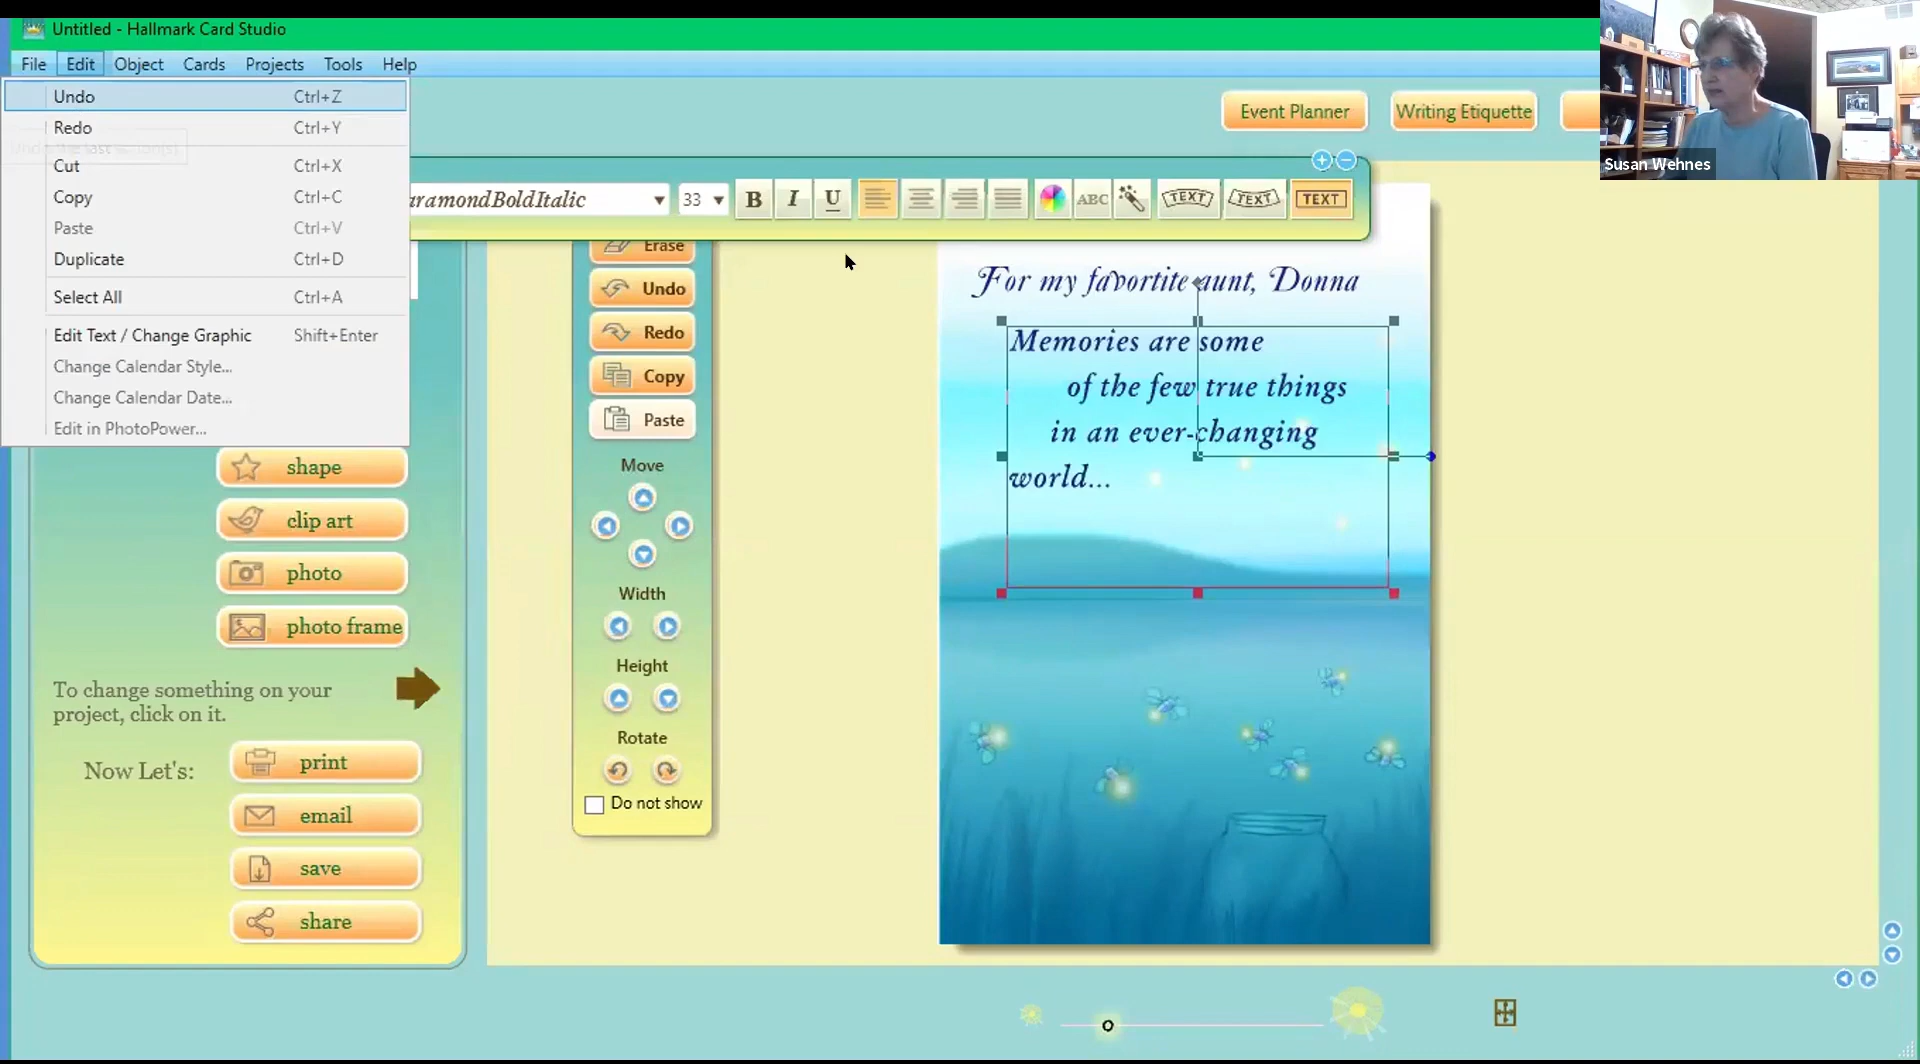 Untitled - Hallmark Card Studio
File Edit Object Cards Projects Tools Help
Undo Ctrl+Z
Redo Ctrl+Y
Cut Ctrl+X
Copy Ctrl+C
Paste Ctrl+V
Duplicate Ctrl+D
Select All Ctrl+A
Edit Text / Change Graphic Shift+Enter
Change Calendar Style...
Change Calendar Date...
Edit in PhotoPower...
Event Planner
Writing Etiquette
Susan Wehnes
aramondBoldItalic 33 B I U ABC TEXT TEXT TEXT
Erase
Undo
Redo
Copy
Paste
Move
Width
Height
Rotate
Do not show
shape
clip art
photo
photo frame
To change something on your
project, click on it.
Now Let's:
print
email
save
share
For my favortite aunt, Donna
Memories are some
of the few true things
in an ever-changing
world...